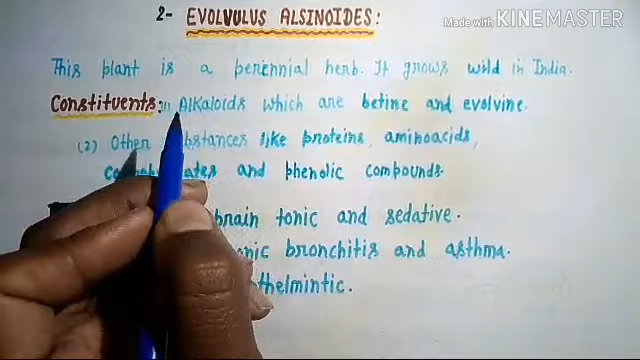 2- EVOLVULUS ALSINOIDES:
Made with KINEMASTER
This plant is a perennial herb. It grows wild in India.
Constituents: Alkaloids which are betine and evolvine.
(2) Other like proteins, aminoacids,
and phenolic compounds.
brain tonic and sedative.
bronchitis and asthma.